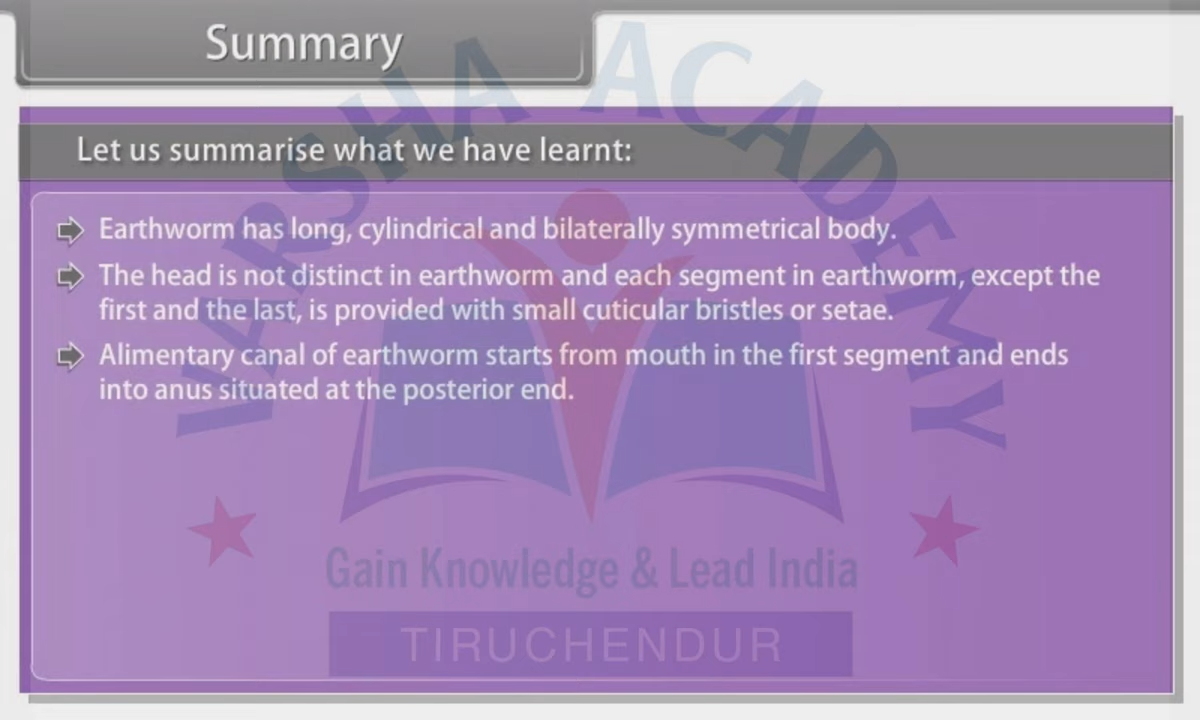 Summary
Let us summarise what we have learnt:
Earthworm has long, cylindrical and bilaterally symmetrical body.
The head is not distinct in earthworm and each segment in earthworm, except the
first and the last, is provided with small cuticular bristles or setae.
Alimentary canal of earthworm starts from mouth in the first segment and ends
into anus situated at the posterior end.
VARSHA ACADEMY
Gain Knowledge & Lead India
TIRUCHENDUR